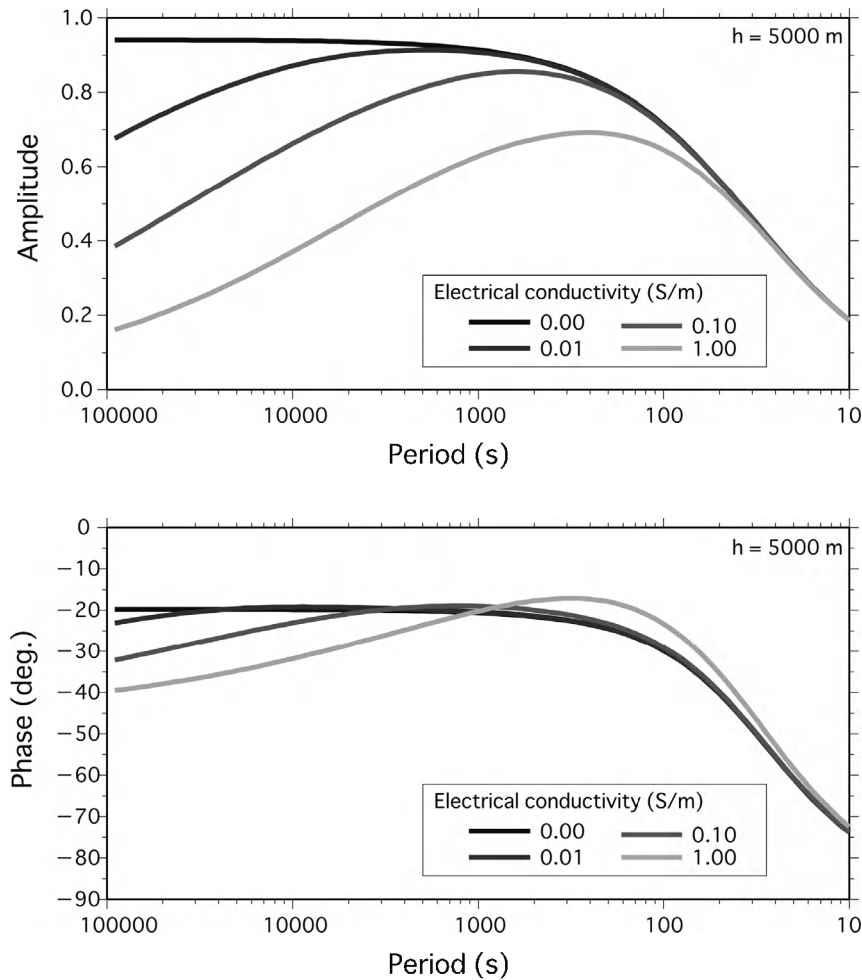 1.0
0.8
0.6
0.4
0.2
0.0
Amplitude
h = 5000 m
Electrical conductivity (S/m)
0.00 0.10
0.01 1.00
100000 10000 1000 100 10
Period (s)
0
−10
−20
−30
−40
−50
−60
−70
−80
−90
Phase (deg.)
h = 5000 m
Electrical conductivity (S/m)
0.00 0.10
0.01 1.00
100000 10000 1000 100 10
Period (s)